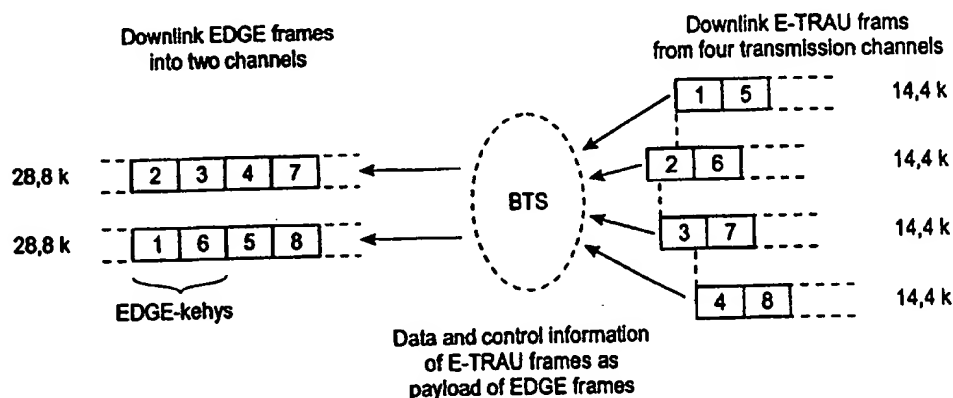 Downlink EDGE frames
into two channels
Downlink E-TRAU frams
from four transmission channels
1 5
14,4 k
2 6
14,4 k
28,8 k
2 3 4 7
BTS
3 7
14,4 k
28,8 k
1 6 5 8
4 8
14,4 k
EDGE-kehys
Data and control information
of E-TRAU frames as
payload of EDGE frames